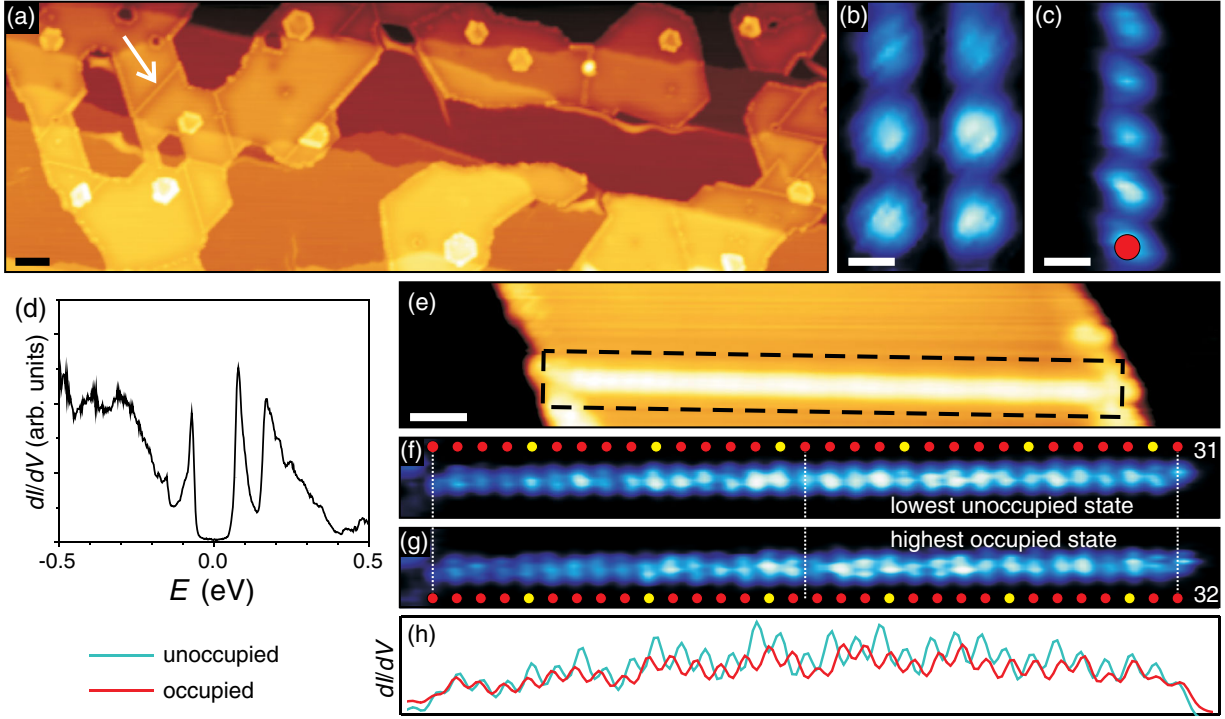 (a)
(b)
(c)
(d)
dI/dV (arb. units)
-0.5
0.0
0.5
E (eV)
(e)
(f)
31
lowest unoccupied state
(g)
highest occupied state
32
(h)
dI/dV
unoccupied
occupied